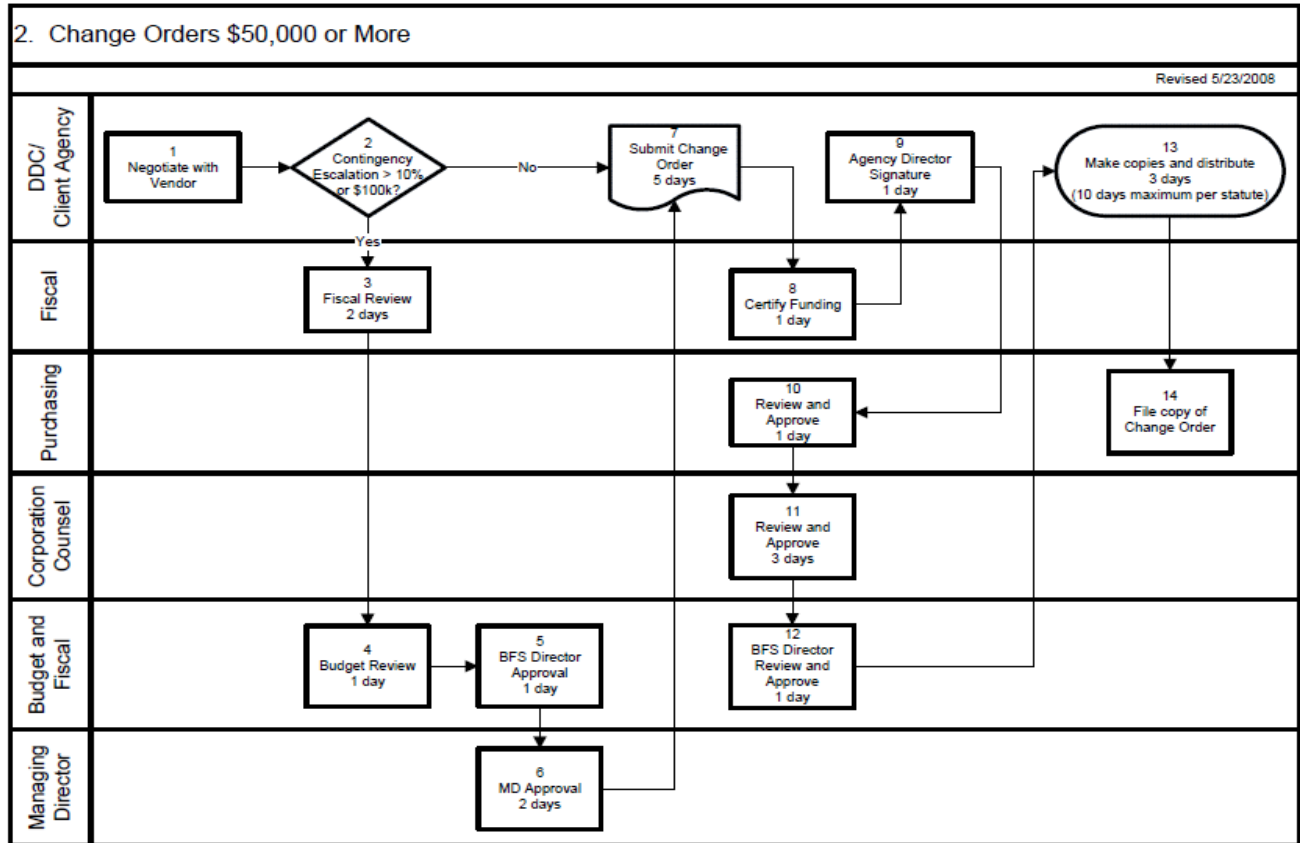 2. Change Orders $50,000 or More
Revised 5/23/2008
DDC/
Client Agency
1
Negotiate with
Vendor
2
Contingency
Escalation > 10%
or $100k?
No
Yes
7
Submit Change
Order
5 days
9
Agency Director
Signature
1 day
13
Make copies and distribute
3 days
(10 days maximum per statute)
Fiscal
3
Fiscal Review
2 days
8
Certify Funding
1 day
Purchasing
10
Review and
Approve
1 day
14
File copy of
Change Order
Corporation
Counsel
11
Review and
Approve
3 days
Budget and
Fiscal
4
Budget Review
1 day
5
BFS Director
Approval
1 day
12
BFS Director
Review and
Approve
1 day
Managing
Director
6
MD Approval
2 days